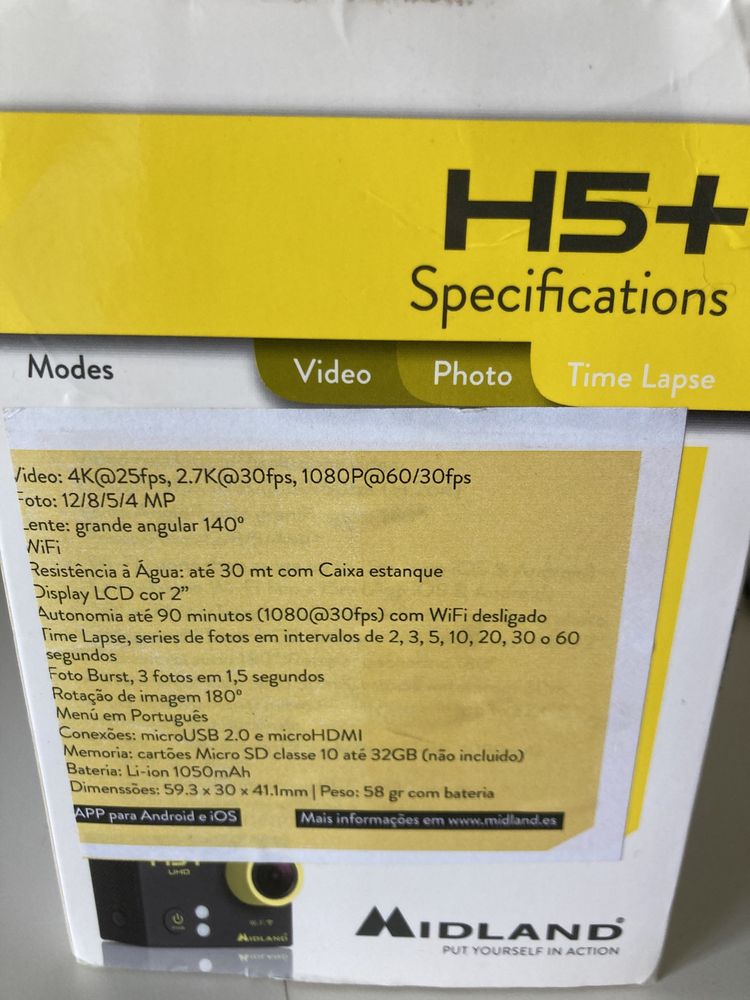 H5+
Specifications
Modes
Video
Photo
Time Lapse
Video: 4K@25fps, 2.7K@30fps, 1080P@60/30fps
Foto: 12/8/5/4 MP
Lente: grande angular 140º
WiFi
Resistência à Água: até 30 mt com Caixa estanque
Display LCD cor 2”
Autonomia até 90 minutos (1080@30fps) com WiFi desligado
Time Lapse, series de fotos em intervalos de 2, 3, 5, 10, 20, 30 o 60
segundos
Foto Burst, 3 fotos em 1,5 segundos
Rotação de imagem 180º
Menú em Português
Conexões: microUSB 2.0 e microHDMI
Memoria: cartões Micro SD classe 10 até 32GB (não incluido)
Bateria: Li-ion 1050mAh
Dimenssões: 59.3 x 30 x 41.1mm | Peso: 58 gr com bateria
APP para Android e iOS
Mais informações em www.midland.es
H5+
UHD
MIDLAND
MIDLAND®
PUT YOURSELF IN ACTION